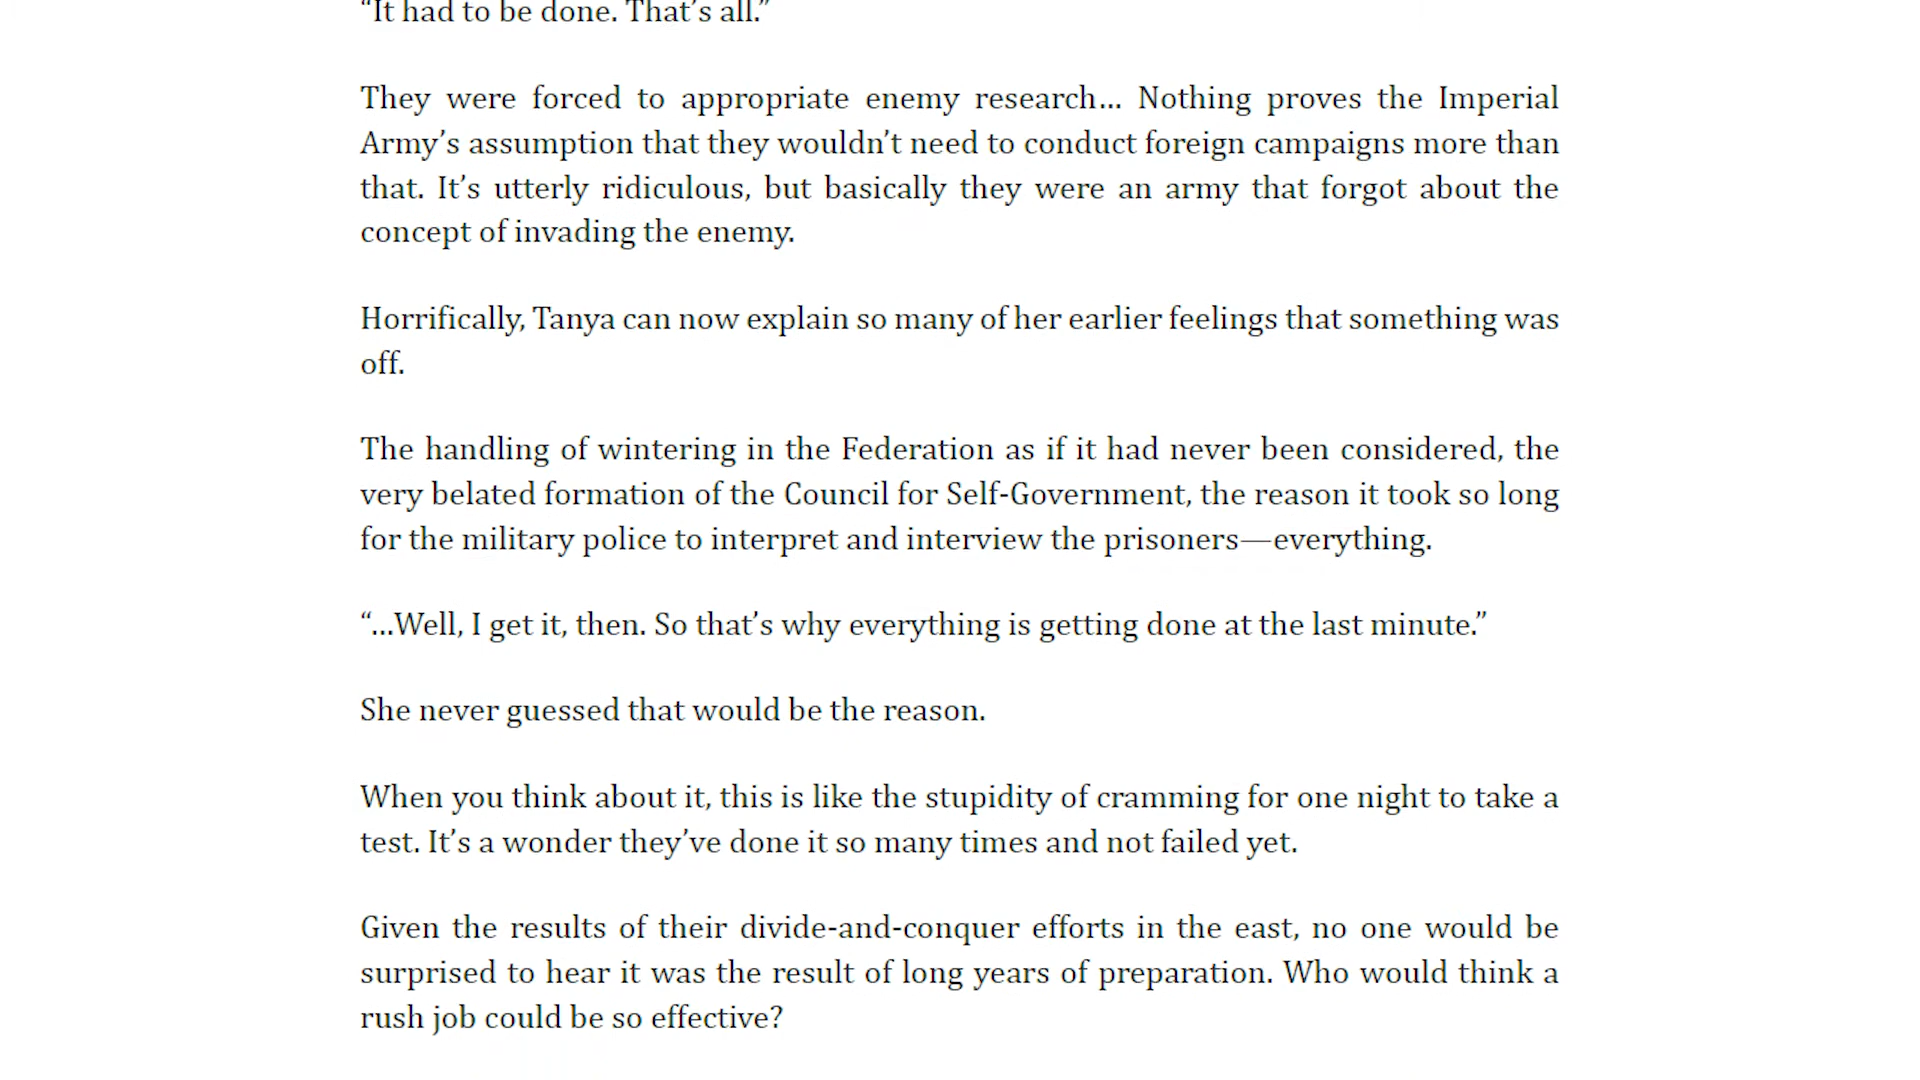 “It had to be done. That’s all.”
They were forced to appropriate enemy research… Nothing proves the Imperial
Army’s assumption that they wouldn’t need to conduct foreign campaigns more than
that. It’s utterly ridiculous, but basically they were an army that forgot about the
concept of invading the enemy.
Horrifically, Tanya can now explain so many of her earlier feelings that something was
off.
The handling of wintering in the Federation as if it had never been considered, the
very belated formation of the Council for Self-Government, the reason it took so long
for the military police to interpret and interview the prisoners—everything.
“…Well, I get it, then. So that’s why everything is getting done at the last minute.”
She never guessed that would be the reason.
When you think about it, this is like the stupidity of cramming for one night to take a
test. It’s a wonder they’ve done it so many times and not failed yet.
Given the results of their divide-and-conquer efforts in the east, no one would be
surprised to hear it was the result of long years of preparation. Who would think a
rush job could be so effective?